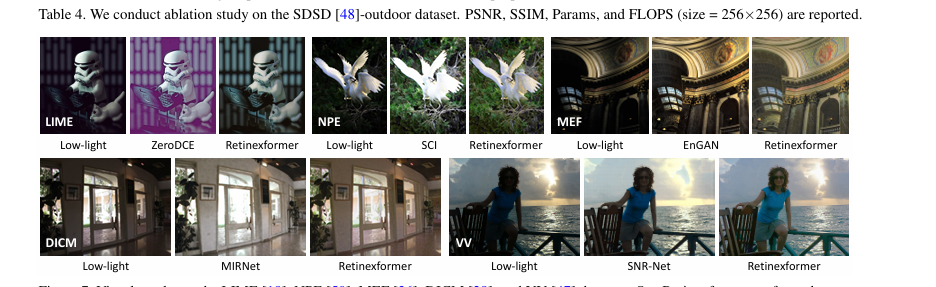 Table 4. We conduct ablation study on the SDSD [48]-outdoor dataset. PSNR, SSIM, Params, and FLOPS (size = 256×256) are reported.
LIME NPE MEF
Low-light ZeroDCE Retinexformer Low-light SCI Retinexformer Low-light EnGAN Retinexformer
DICM VV
Low-light MIRNet Retinexformer Low-light SNR-Net Retinexformer